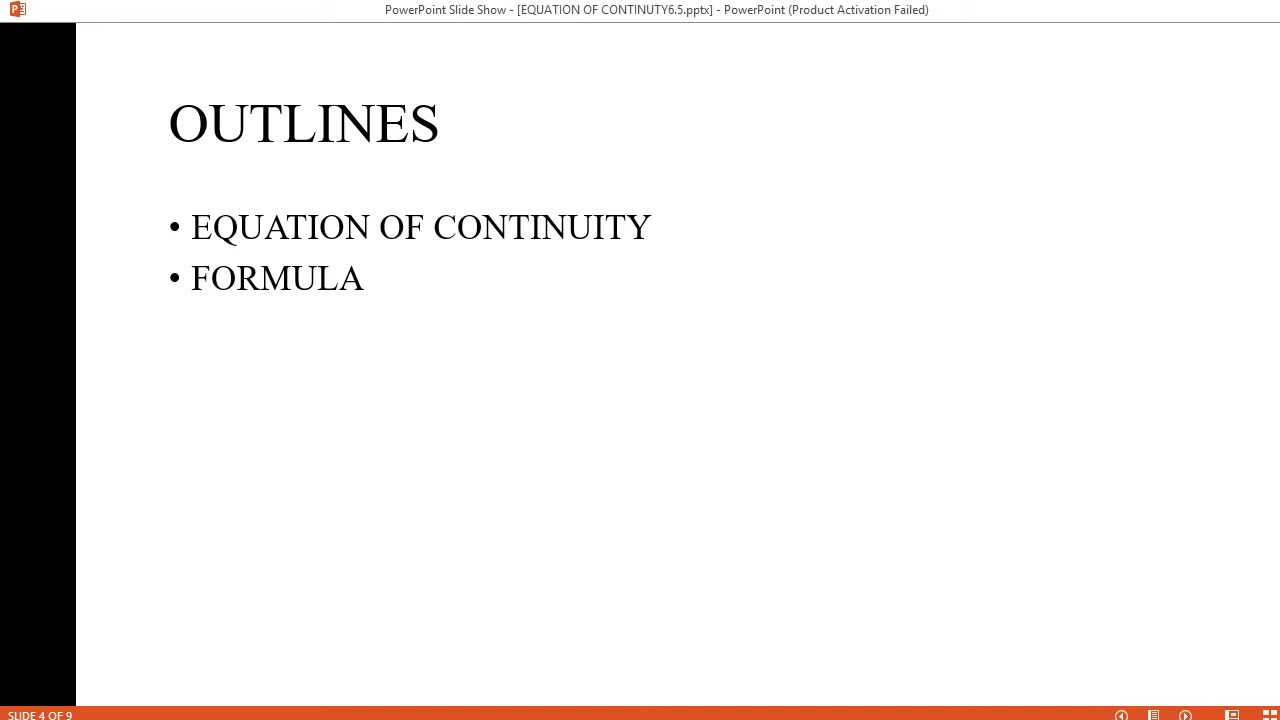 PowerPoint Slide Show - [EQUATION OF CONTINUTY6.5.pptx] - PowerPoint (Product Activation Failed)
OUTLINES
• EQUATION OF CONTINUITY
• FORMULA
SLIDE 4 OF 9